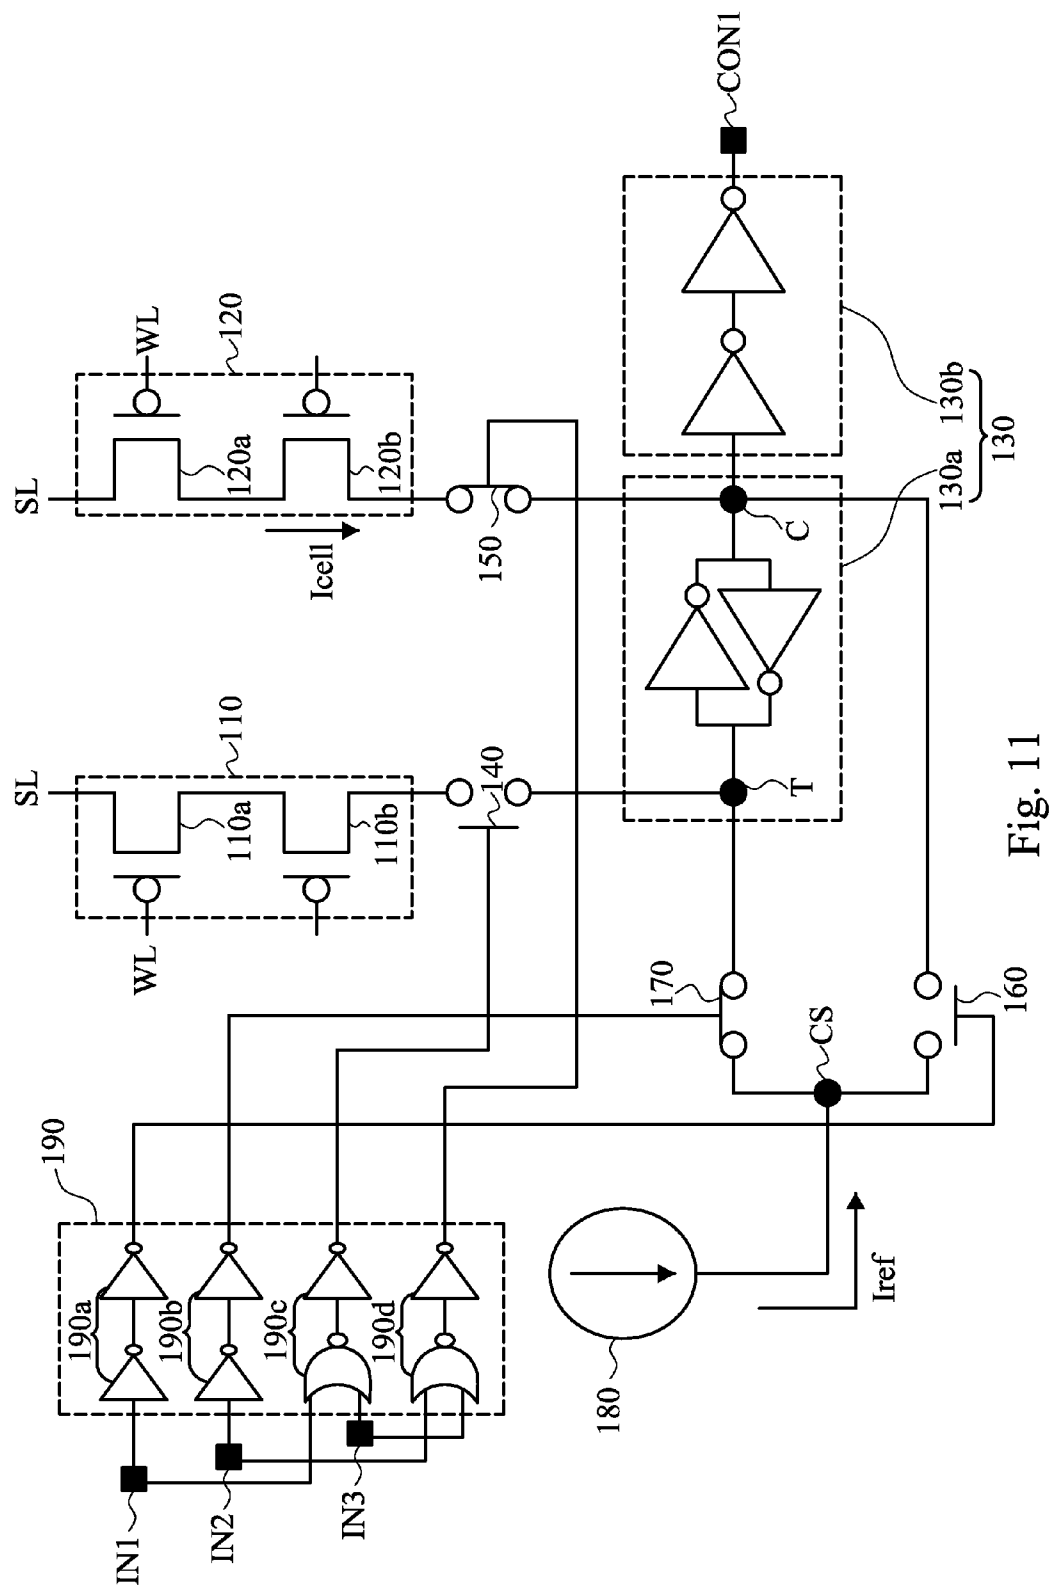 SL
WL
110
110a
110b
SL
WL
120
120a
120b
Icell
140
150
190
190a
190b
190c
190d
IN1
IN2
IN3
170
160
CS
180
Iref
T
C
130a
130b
130
CON1
Fig. 11